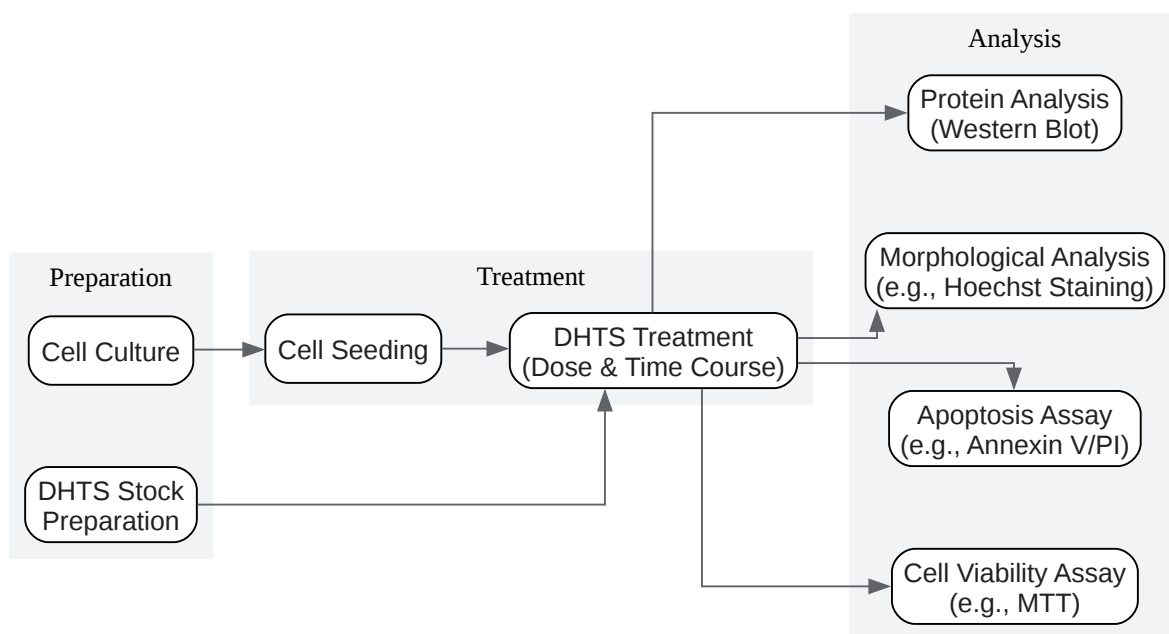 Preparation
Cell Culture
DHTS Stock
Preparation
Treatment
Cell Seeding
DHTS Treatment
(Dose & Time Course)
Analysis
Protein Analysis
(Western Blot)
Morphological Analysis
(e.g., Hoechst Staining)
Apoptosis Assay
(e.g., Annexin V/PI)
Cell Viability Assay
(e.g., MTT)